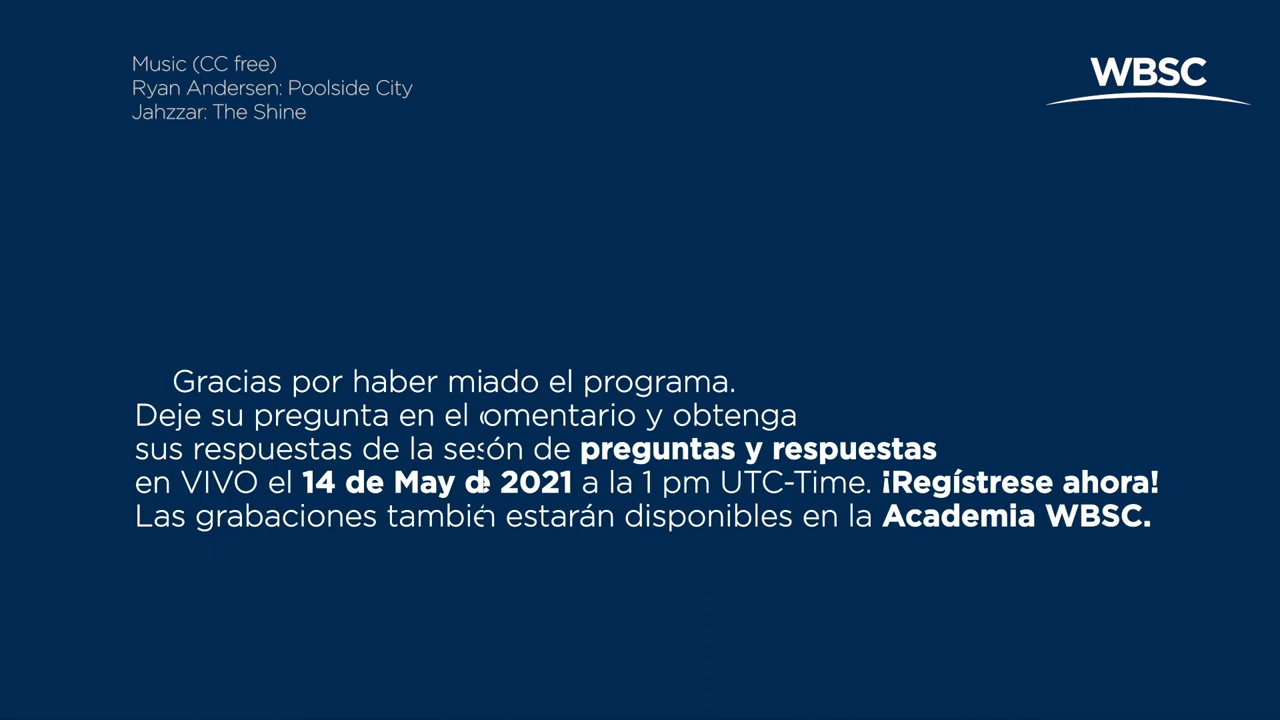 Music (CC free)
Ryan Andersen: Poolside City
Jahzzar: The Shine
WBSC
Gracias por haber miado el programa.
Deje su pregunta en el omentario y obtenga
sus respuestas de la sesón de preguntas y respuestas
en VIVO el 14 de May de 2021 a la 1 pm UTC-Time. ¡Regístrese ahora!
Las grabaciones también estarán disponibles en la Academia WBSC.